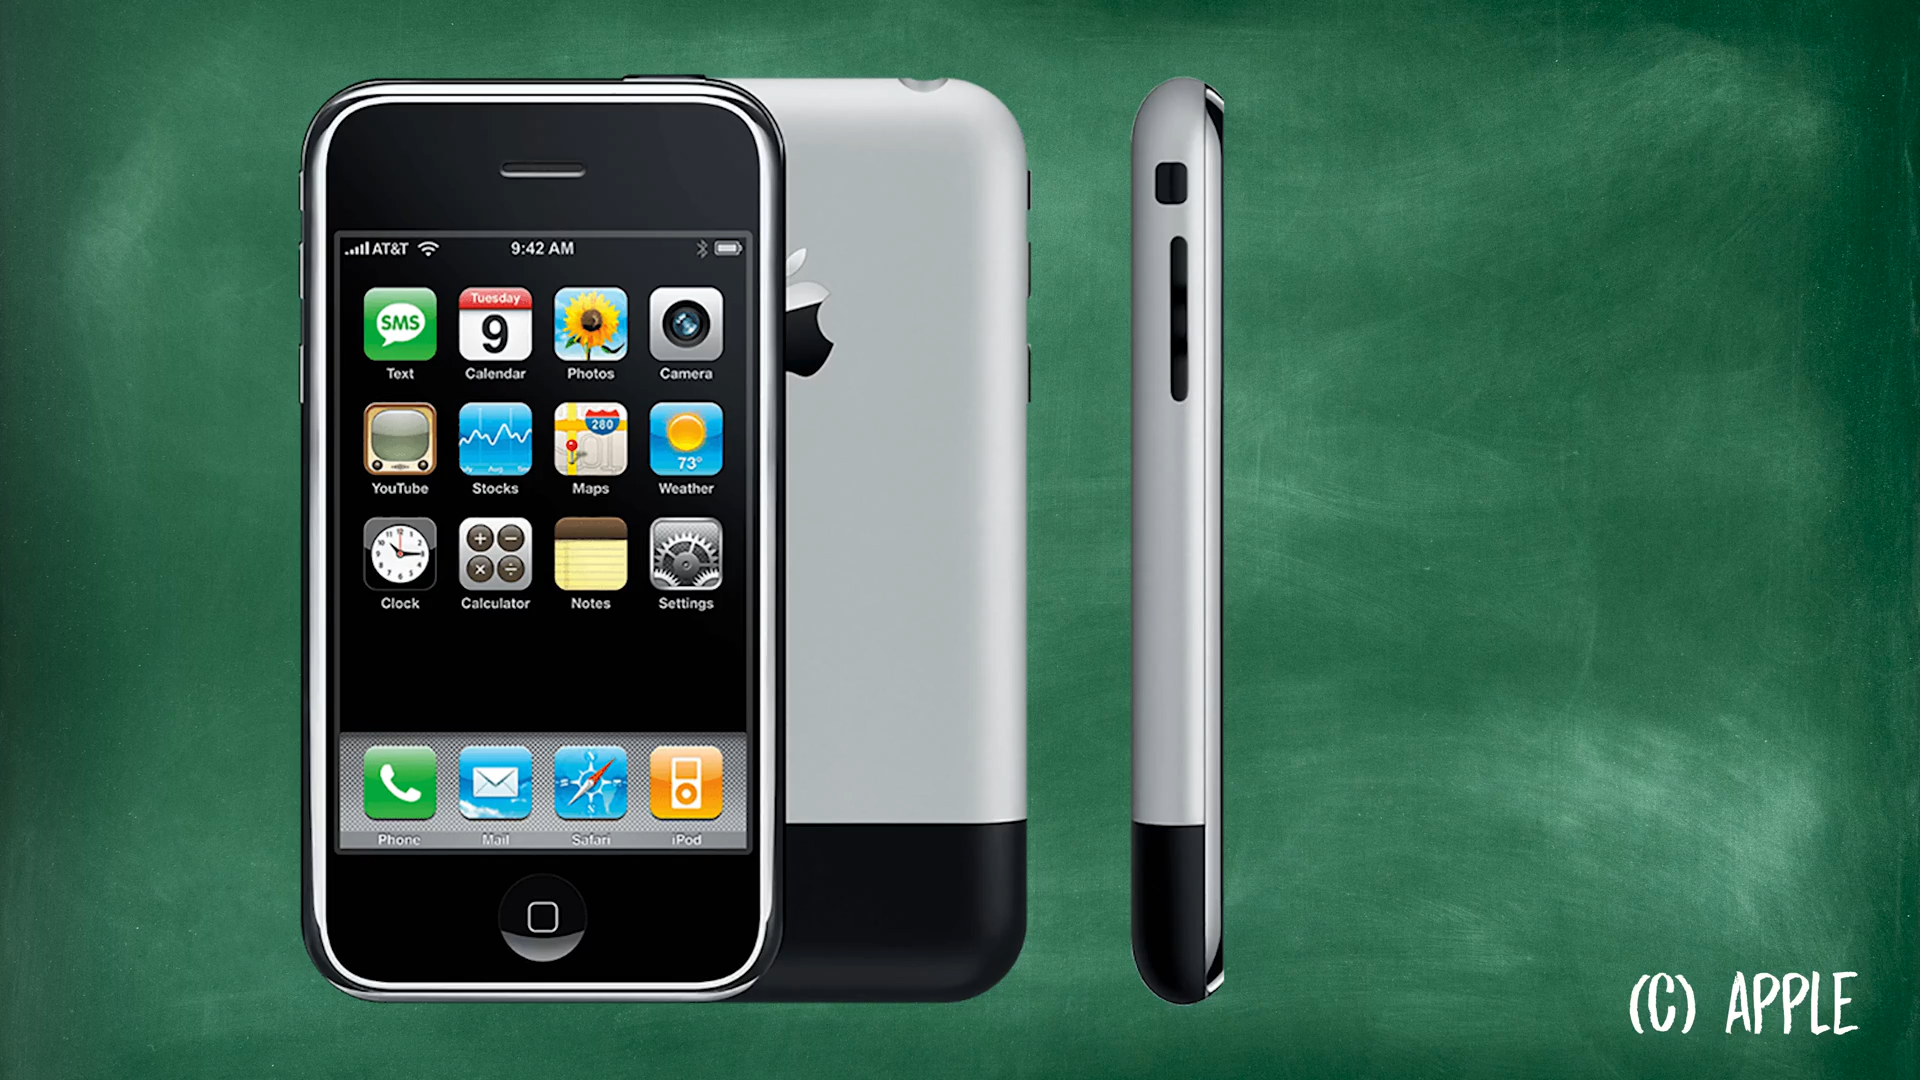 AT&T 9:42 AM
Tuesday
SMS 9
Text Calendar Photos Camera
280
73°
YouTube Stocks Maps Weather
Clock Calculator Notes Settings
Phone Mail Safari iPod
(C) APPLE